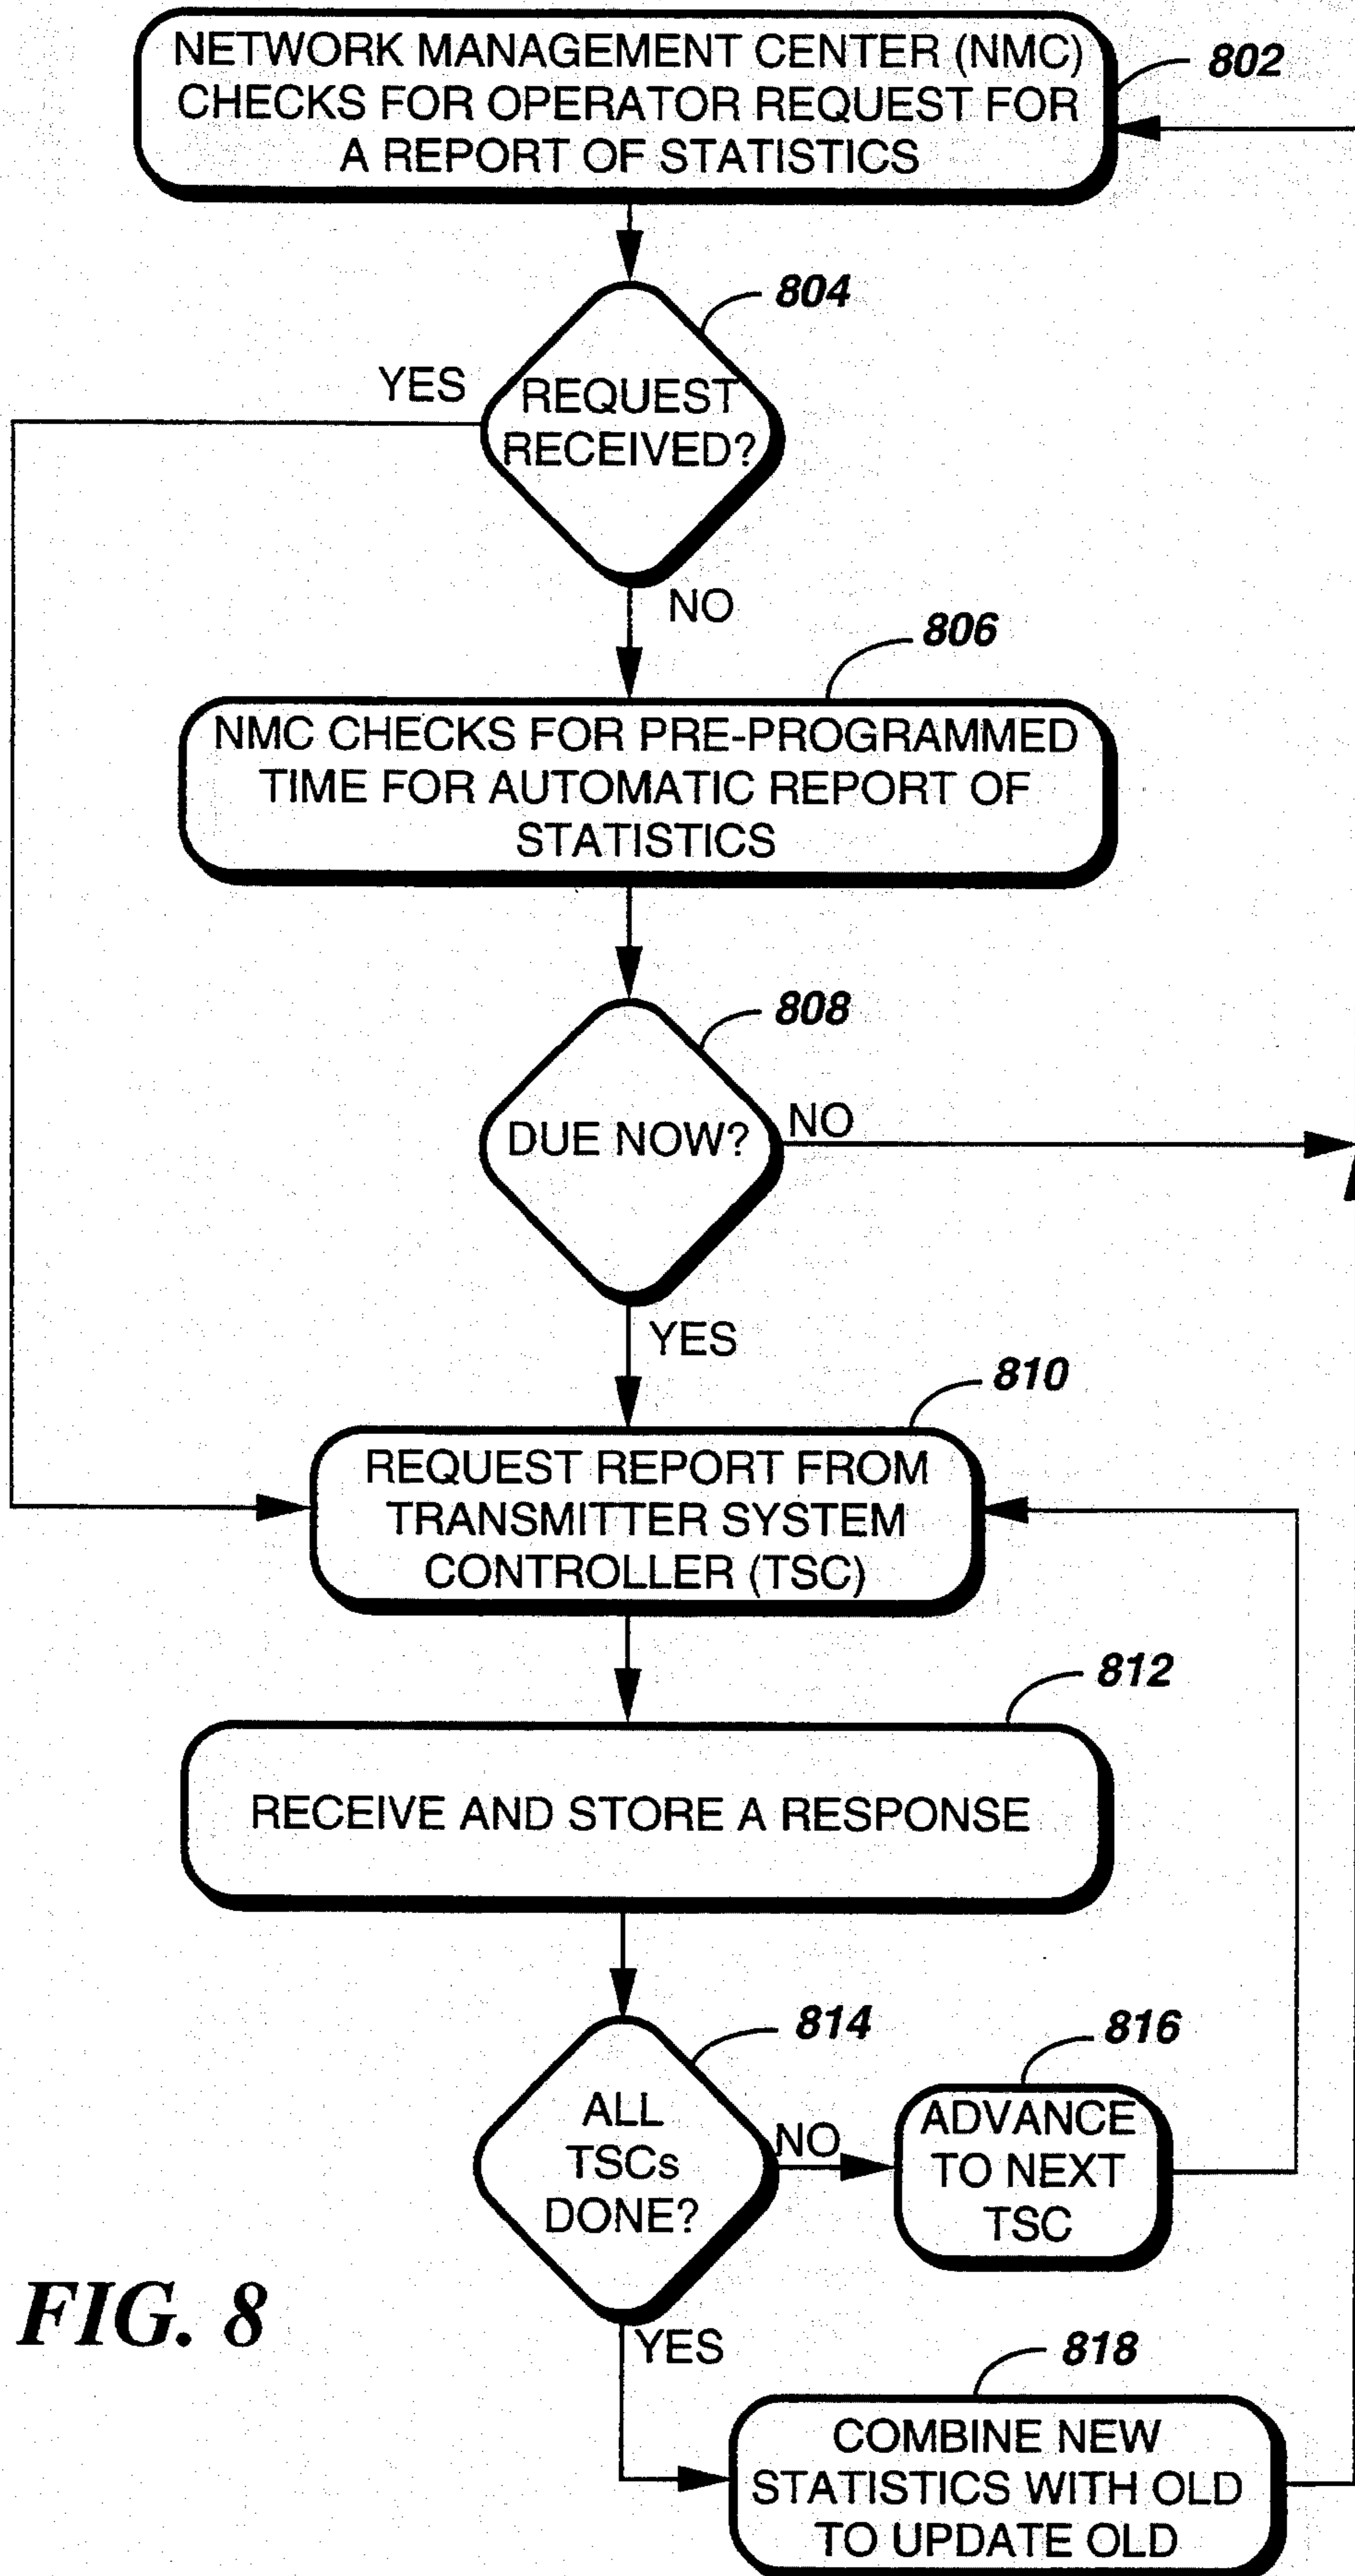 NETWORK MANAGEMENT CENTER (NMC)
CHECKS FOR OPERATOR REQUEST FOR
A REPORT OF STATISTICS
802
804
YES
REQUEST
RECEIVED?
NO
806
NMC CHECKS FOR PRE-PROGRAMMED
TIME FOR AUTOMATIC REPORT OF
STATISTICS
808
DUE NOW?
NO
YES
810
REQUEST REPORT FROM
TRANSMITTER SYSTEM
CONTROLLER (TSC)
812
RECEIVE AND STORE A RESPONSE
814
ALL
TSCs
DONE?
NO
816
ADVANCE
TO NEXT
TSC
YES
818
COMBINE NEW
STATISTICS WITH OLD
TO UPDATE OLD
FIG. 8